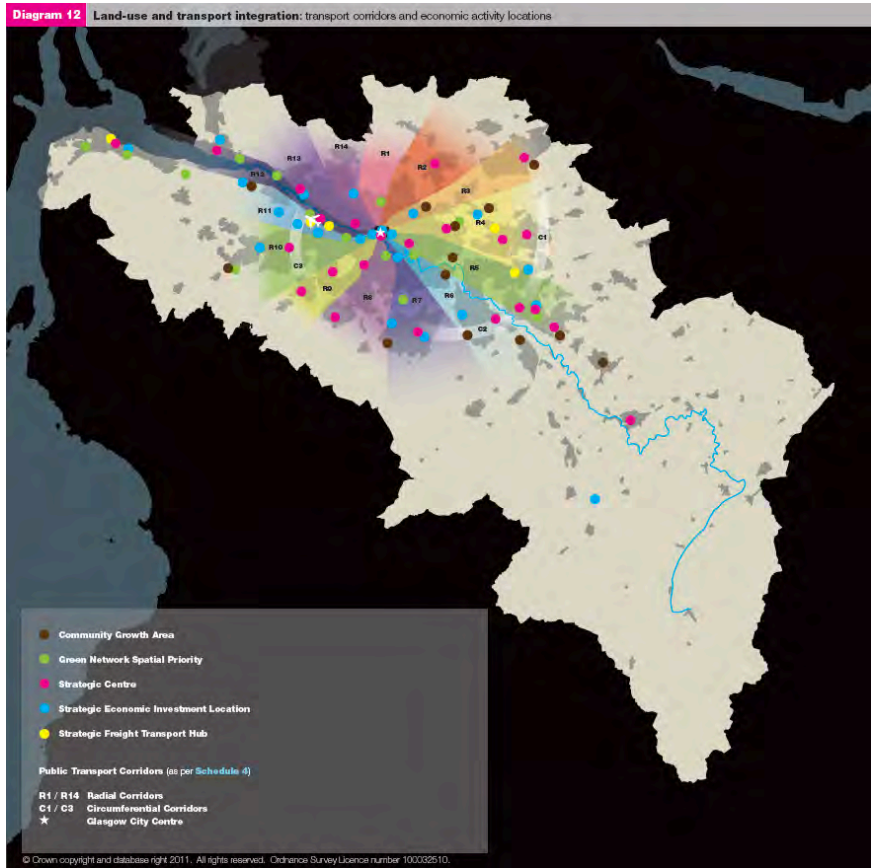 Diagram 12 Land-use and transport integration: transport corridors and economic activity locations
R14
R13
R1
R2
R12
R3
R11
R4
C1
R10
C3
R5
R9
R8
R7
R6
C2
Community Growth Area
Green Network Spatial Priority
Strategic Centre
Strategic Economic Investment Location
Strategic Freight Transport Hub
Public Transport Corridors (as per Schedule 4)
R1 / R14 Radial Corridors
C1 / C3 Circumferential Corridors
Glasgow City Centre
© Crown copyright and database right 2011. All rights reserved. Ordnance Survey Licence number 100032510.